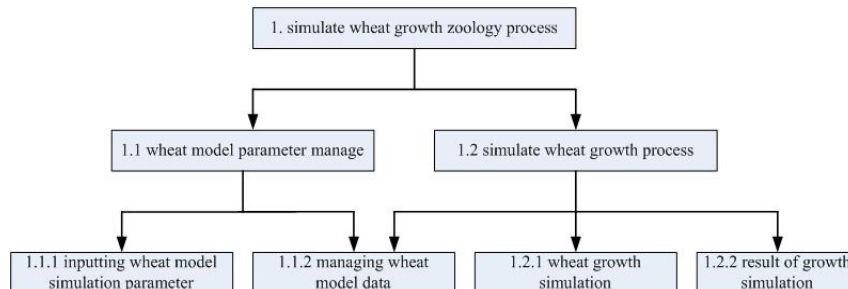 1. simulate wheat growth zoology process
1.1 wheat model parameter manage
1.2 simulate wheat growth process
1.1.1 inputting wheat model
simulation parameter
1.1.2 managing wheat
model data
1.2.1 wheat growth
simulation
1.2.2 result of growth
simulation